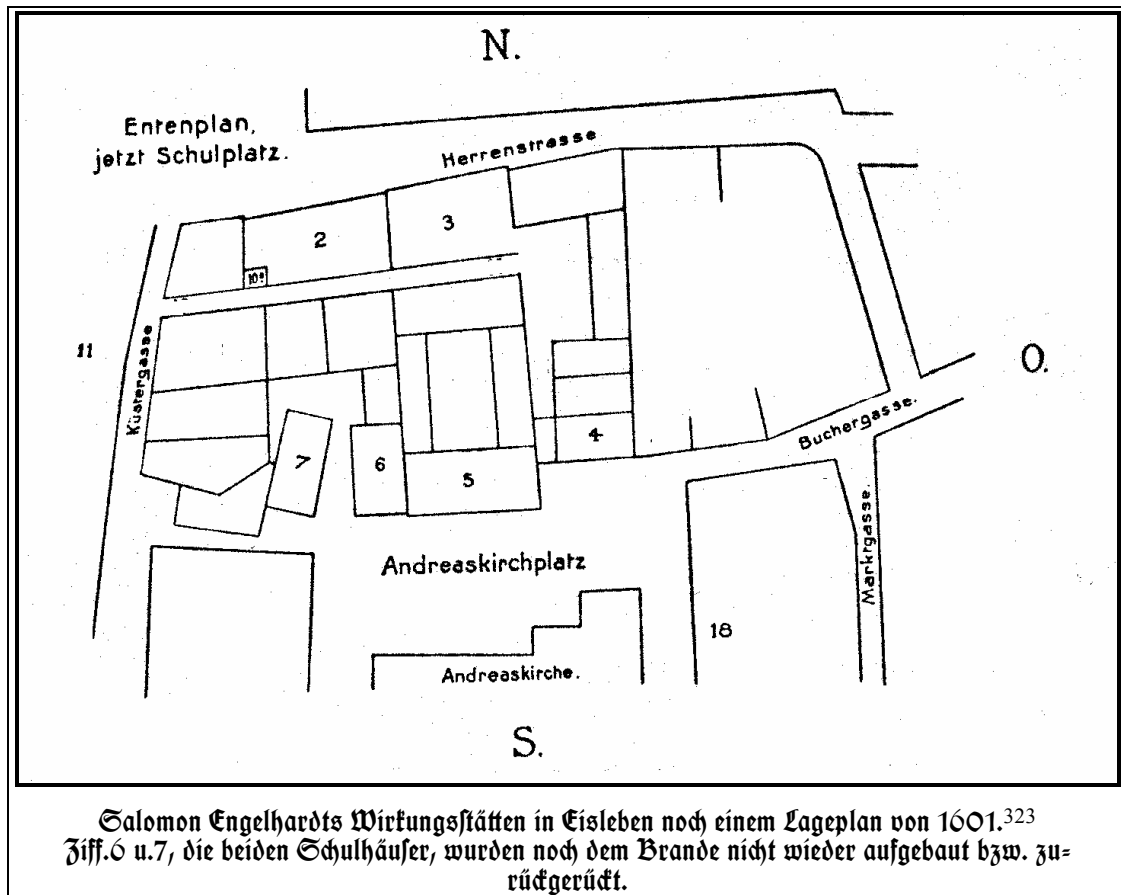 N.
Entenplan,
jetzt Schulplatz.
Herrenstrasse
2
3
10a
11
Küstergasse
O.
Buchergasse.
4
7
6
5
Marktgasse.
Andreaskirchplatz
18
Andreaskirche.
S.
Salomon Engelhardts Wirkungsstätten in Eisleben noch einem Lageplan von 1601.323
Ziff.6 u.7, die beiden Schulhäuser, wurden noch dem Brande nicht wieder aufgebaut bzw. zu=
rückgerückt.